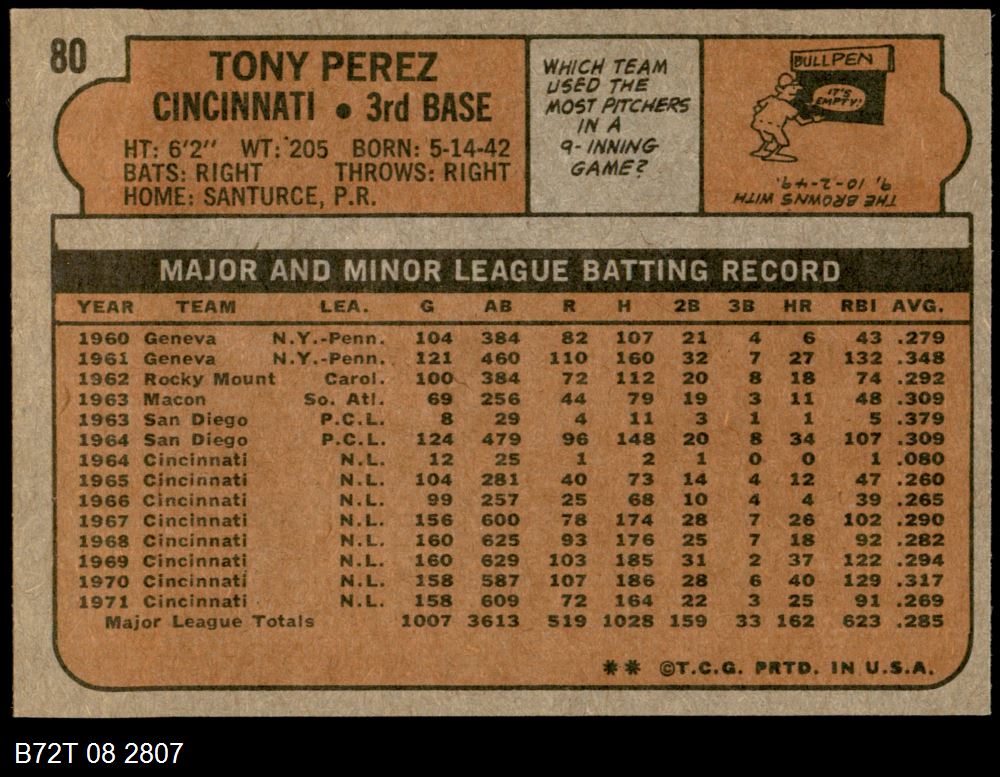 80
TONY PEREZ
CINCINNATI • 3rd BASE
HT: 6'2" WT: 205 BORN: 5-14-42
BATS: RIGHT THROWS: RIGHT
HOME: SANTURCE, P.R.
WHICH TEAM
USED THE
MOST PITCHERS
IN A
9-INNING
GAME?
BULLPEN
IT'S
EMPTY!
THE BROWNS WITH
9, 10-2-49.
MAJOR AND MINOR LEAGUE BATTING RECORD
YEAR TEAM LEA. G AB R H 2B 3B HR RBI AVG.
1960 Geneva N.Y.-Penn. 104 384 82 107 21 4 6 43 .279
1961 Geneva N.Y.-Penn. 121 460 110 160 32 7 27 132 .348
1962 Rocky Mount Carol. 100 384 72 112 20 8 18 74 .292
1963 Macon So. Atl. 69 256 44 79 19 3 11 48 .309
1963 San Diego P.C.L. 8 29 4 11 3 1 1 5 .379
1964 San Diego P.C.L. 124 479 96 148 20 8 34 107 .309
1964 Cincinnati N.L. 12 25 1 2 1 0 0 1 .080
1965 Cincinnati N.L. 104 281 40 73 14 4 12 47 .260
1966 Cincinnati N.L. 99 257 25 68 10 4 4 39 .265
1967 Cincinnati N.L. 156 600 78 174 28 7 26 102 .290
1968 Cincinnati N.L. 160 625 93 176 25 7 18 92 .282
1969 Cincinnati N.L. 160 629 103 185 31 2 37 122 .294
1970 Cincinnati N.L. 158 587 107 186 28 6 40 129 .317
1971 Cincinnati N.L. 158 609 72 164 22 3 25 91 .269
Major League Totals 1007 3613 519 1028 159 33 162 623 .285
** ©T.C.G. PRTD. IN U.S.A.
B72T 08 2807